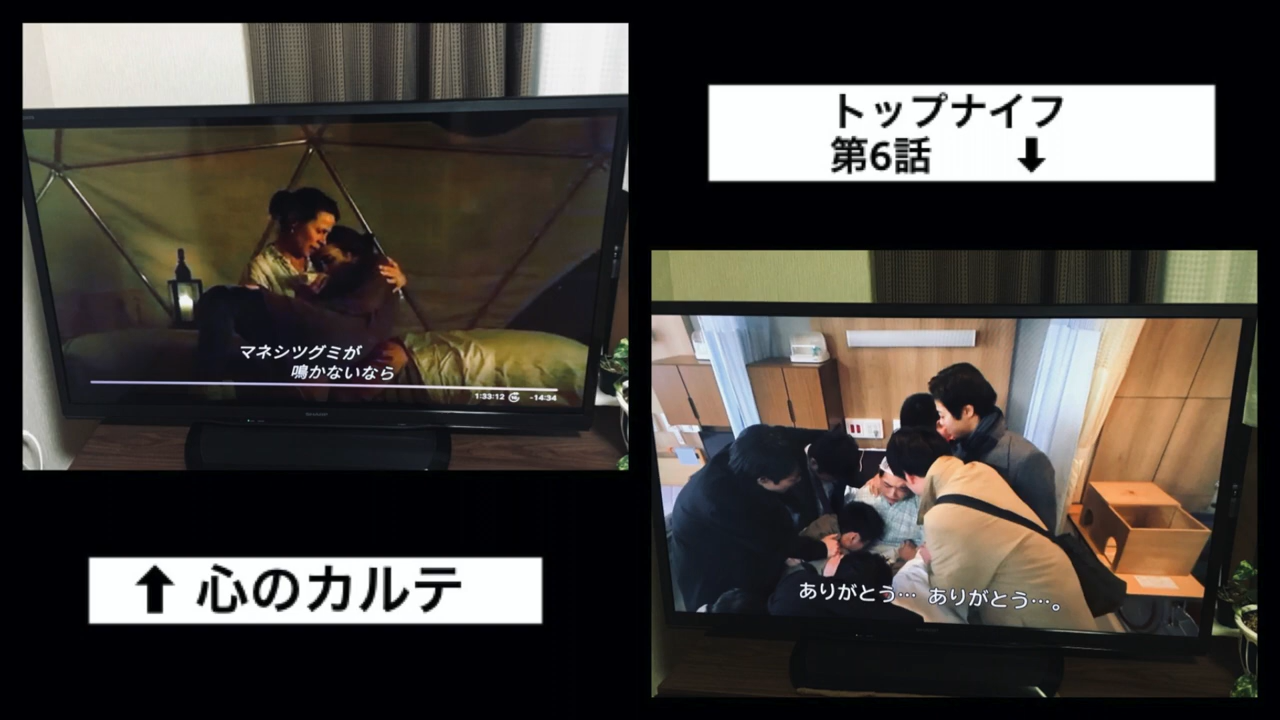 トップナイフ
第6話 ⬇
マネシツグミが
鳴かないなら
1:33:12 -14:34
SHARP
⬆ 心のカルテ
ありがとう… ありがとう…。